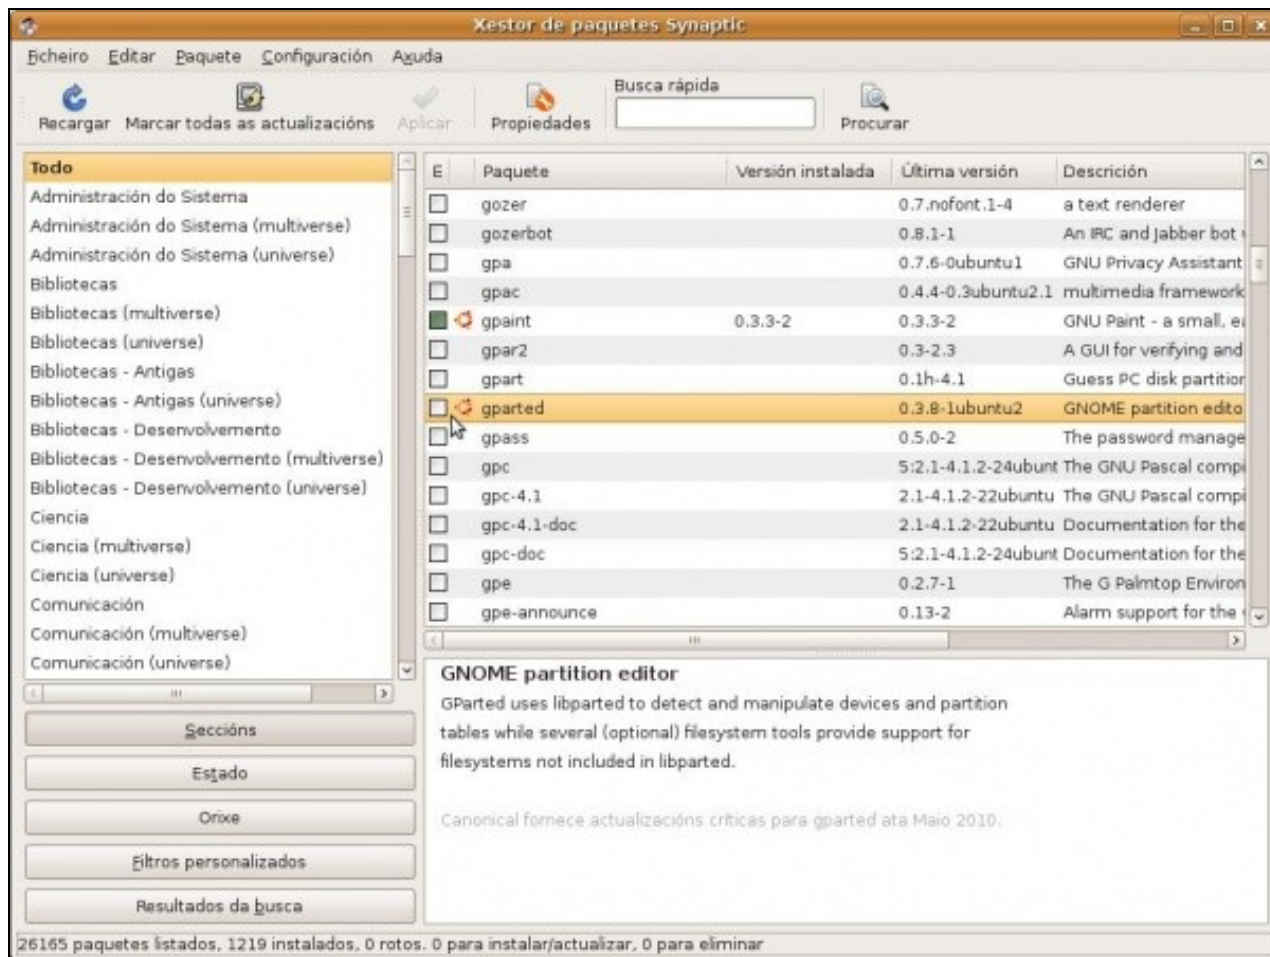 Xestor de paquetes Synaptic
Ficheiro Editar Paquete Configuración Axuda
Recargar Marcar todas as actualizacións Aplicar Propiedades Busca rápida Procurar
Todo
Administración do Sistema
Administración do Sistema (multiverse)
Administración do Sistema (universe)
Bibliotecas
Bibliotecas (multiverse)
Bibliotecas (universe)
Bibliotecas - Antigas
Bibliotecas - Antigas (universe)
Bibliotecas - Desenvolvemento
Bibliotecas - Desenvolvemento (multiverse)
Bibliotecas - Desenvolvemento (universe)
Ciencia
Ciencia (multiverse)
Ciencia (universe)
Comunicación
Comunicación (multiverse)
Comunicación (universe)
Seccións
Estado
Orixe
Filtros personalizados
Resultados da busca
E Paquete Versión instalada Última versión Descrición
gozer 0.7.nofont.1-4 a text renderer
gozerbot 0.8.1-1 An IRC and Jabber bot
gpa 0.7.6-0ubuntu1 GNU Privacy Assistant
gpac 0.4.4-0.3ubuntu2.1 multimedia framework
gpaint 0.3.3-2 0.3.3-2 GNU Paint - a small, ea
gpar2 0.3-2.3 A GUI for verifying and
gpart 0.1h-4.1 Guess PC disk partition
gparted 0.3.8-1ubuntu2 GNOME partition edito
gpass 0.5.0-2 The password manage
gpc 5:2.1-4.1.2-24ubunt The GNU Pascal compi
gpc-4.1 2.1-4.1.2-22ubuntu The GNU Pascal compi
gpc-4.1-doc 2.1-4.1.2-22ubuntu Documentation for the
gpc-doc 5:2.1-4.1.2-24ubunt Documentation for the
gpe 0.2.7-1 The G Palmtop Environ
gpe-announce 0.13-2 Alarm support for the
GNOME partition editor
GParted uses libparted to detect and manipulate devices and partition
tables while several (optional) filesystem tools provide support for
filesystems not included in libparted.
Canonical fornece actualizacións críticas para gparted ata Maio 2010.
26165 paquetes listados, 1219 instalados, 0 rotos. 0 para instalar/actualizar, 0 para eliminar